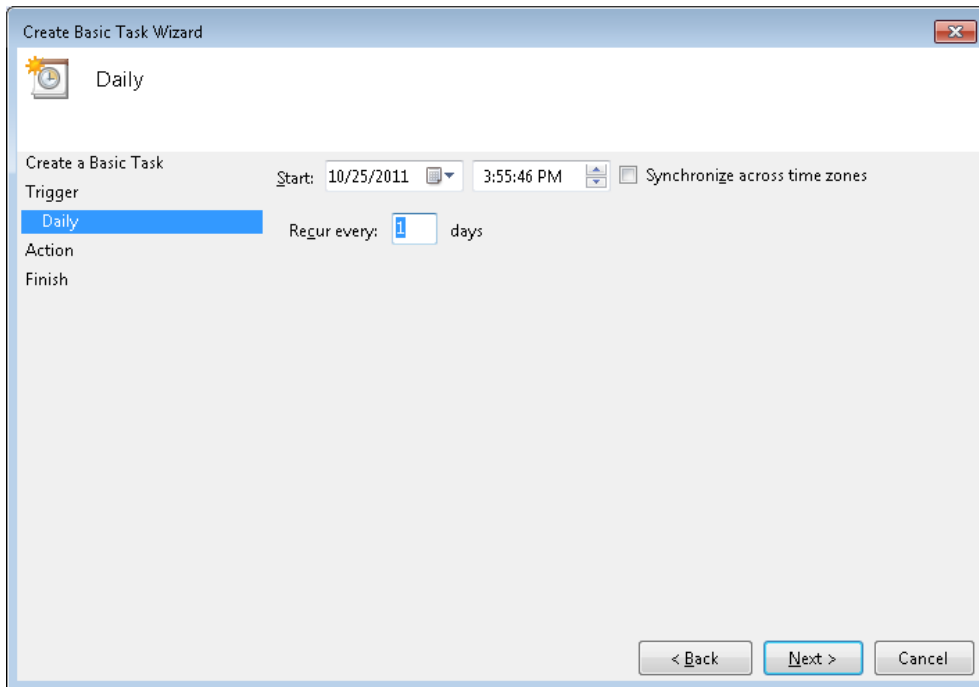 Create Basic Task Wizard
Daily
Create a Basic Task
Trigger
Daily
Action
Finish
Start: 10/25/2011 3:55:46 PM Synchronize across time zones
Recur every: 1 days
< Back Next > Cancel